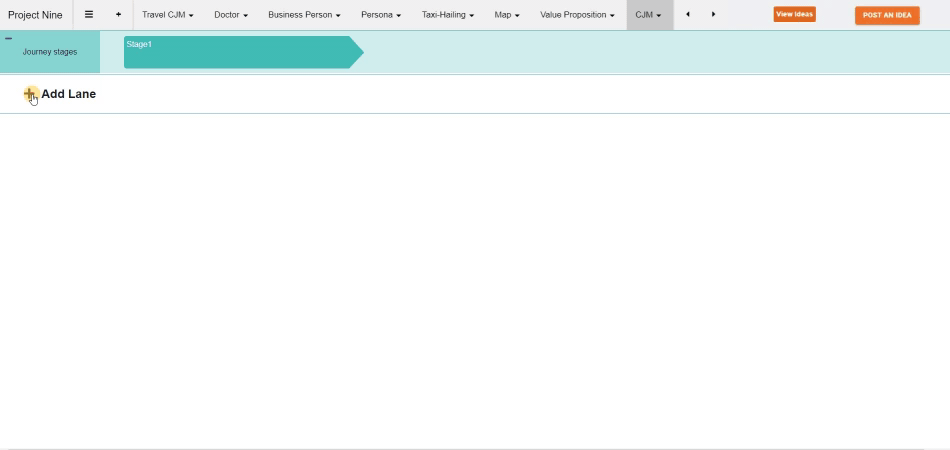 Project Nine
Travel CJM
Doctor
Business Person
Persona
Taxi-Hailing
Map
Value Proposition
CJM
View Ideas
POST AN IDEA
Journey stages
Stage1
Add Lane